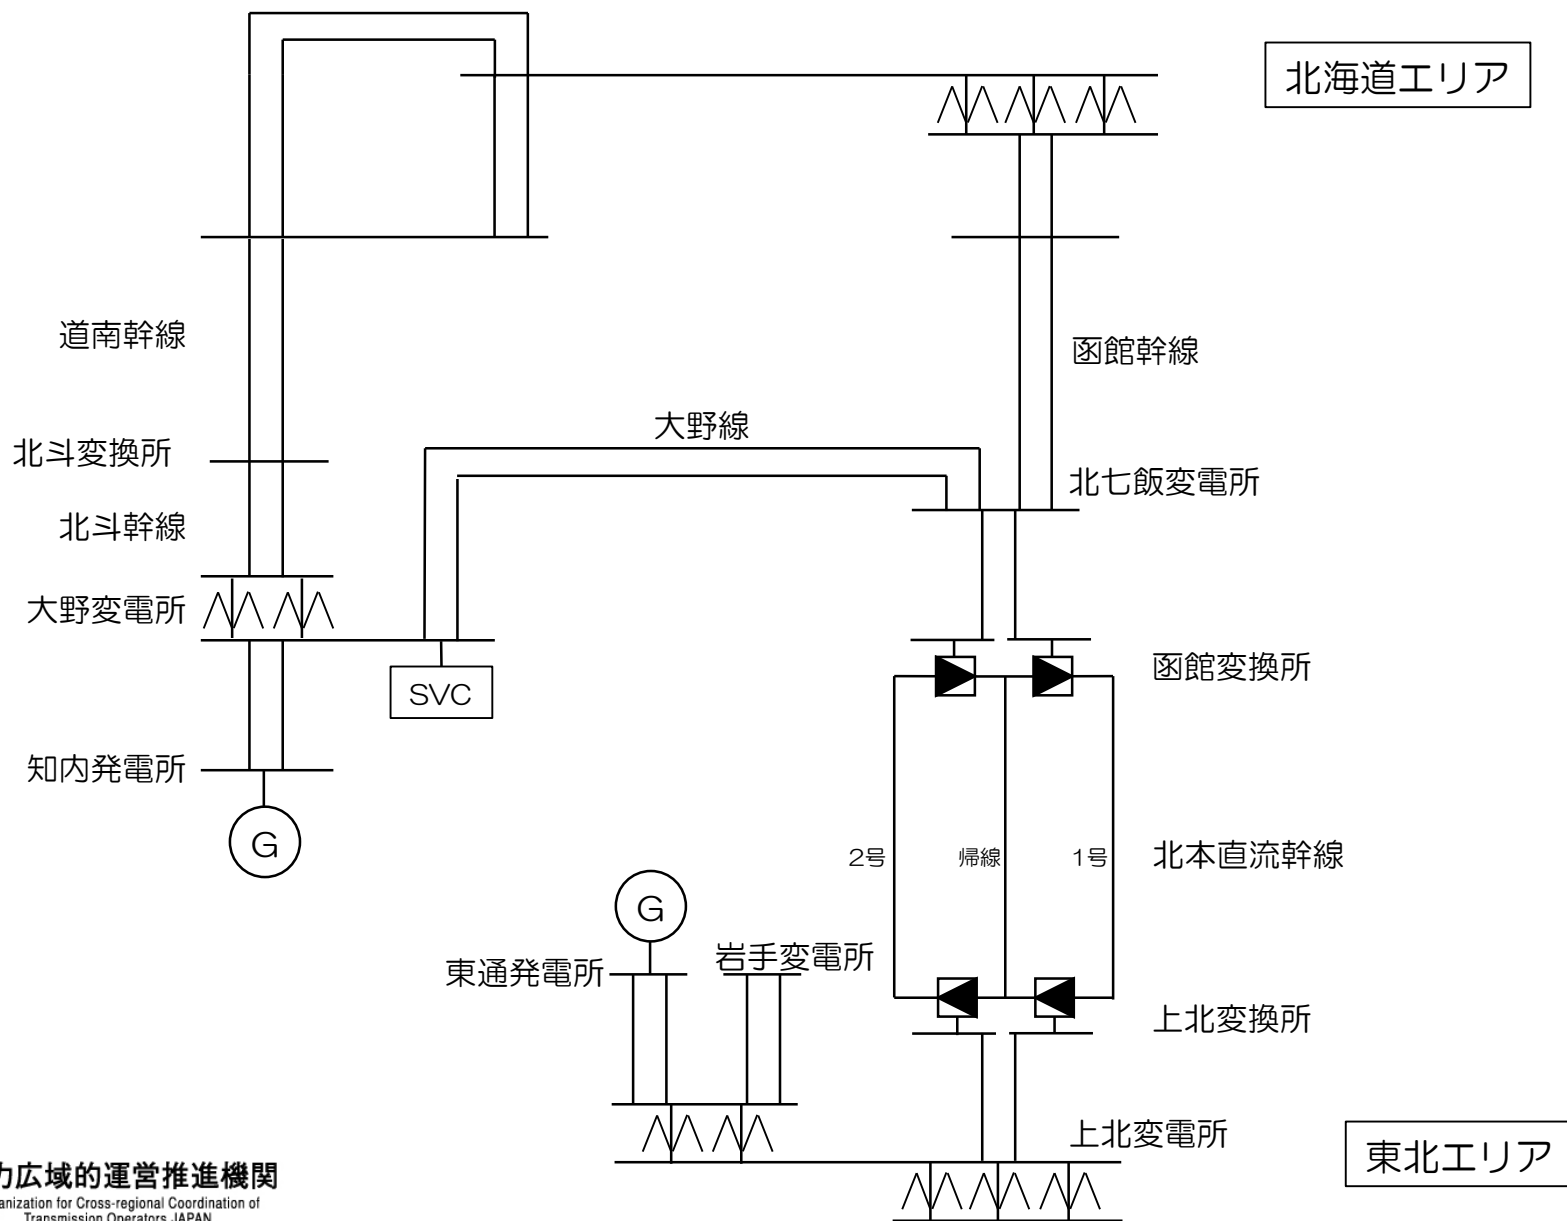 北海道エリア
道南幹線
函館幹線
大野線
北斗変換所
北七飯変電所
北斗幹線
大野変電所
函館変換所
SVC
知内発電所
G
2号
帰線
1号
北本直流幹線
G
東通発電所
岩手変電所
上北変換所
上北変電所
東北エリア
力広域的運営推進機関
anization for Cross-regional Coordination of
Transmission Operators, JAPAN